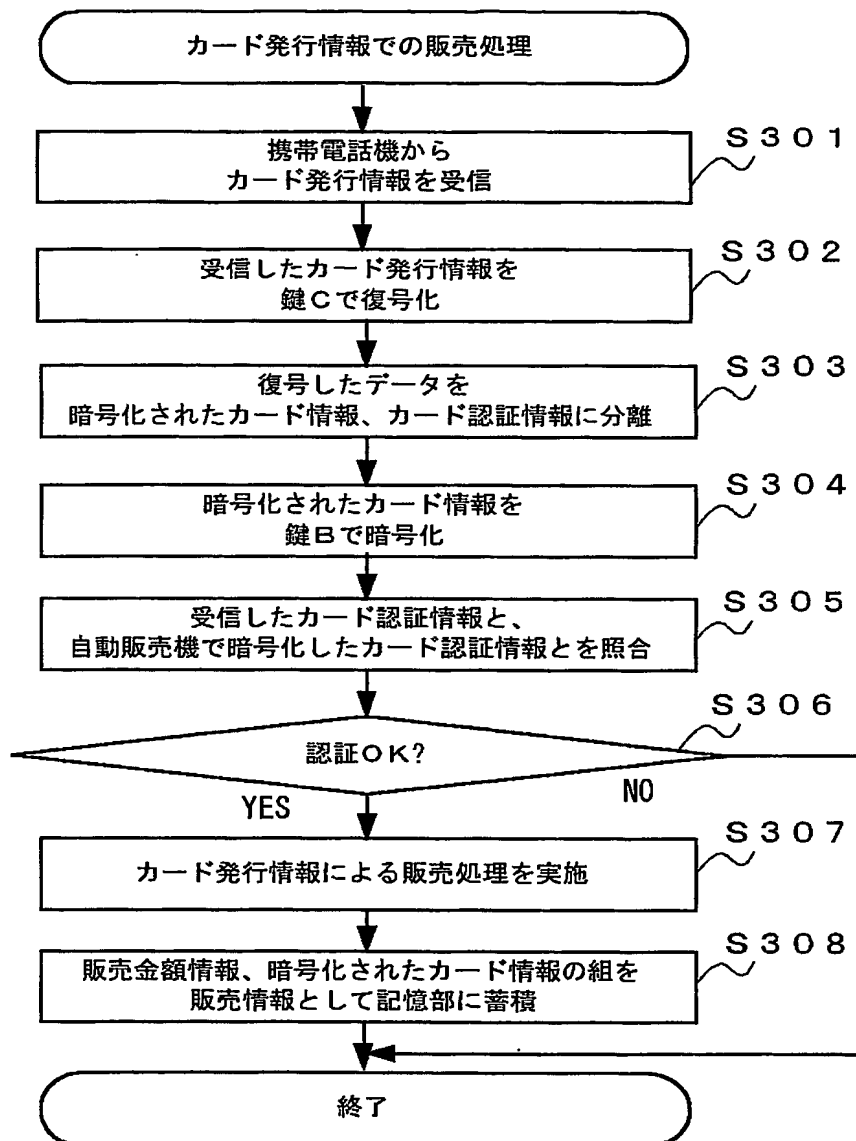 カード発行情報での販売処理
S301
携帯電話機から
カード発行情報を受信
S302
受信したカード発行情報を
鍵Cで復号化
S303
復号したデータを
暗号化されたカード情報、カード認証情報に分離
S304
暗号化されたカード情報を
鍵Bで暗号化
S305
受信したカード認証情報と、
自動販売機で暗号化したカード認証情報とを照合
S306
認証OK?
YES
NO
S307
カード発行情報による販売処理を実施
S308
販売金額情報、暗号化されたカード情報の組を
販売情報として記憶部に蓄積
終了